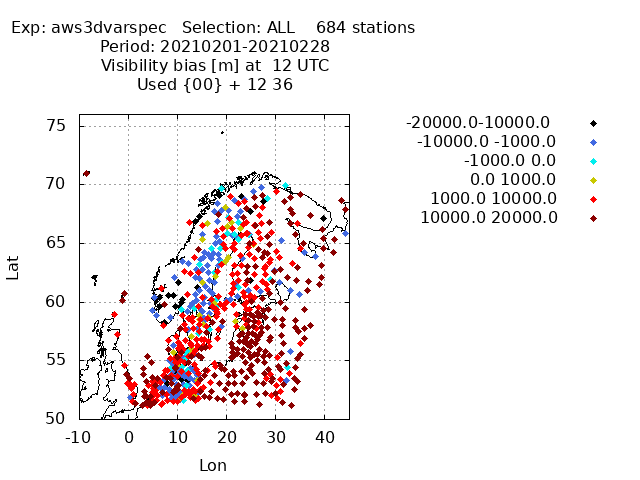 Exp: aws3dvarspec   Selection: ALL    684 stations
Period: 20210201-20210228
Visibility bias [m] at  12 UTC
Used {00} + 12 36
-20000.0-10000.0
-10000.0 -1000.0
-1000.0 0.0
0.0 1000.0
1000.0 10000.0
10000.0 20000.0
75
70
65
60
55
50
Lat
-10 0 10 20 30 40
Lon